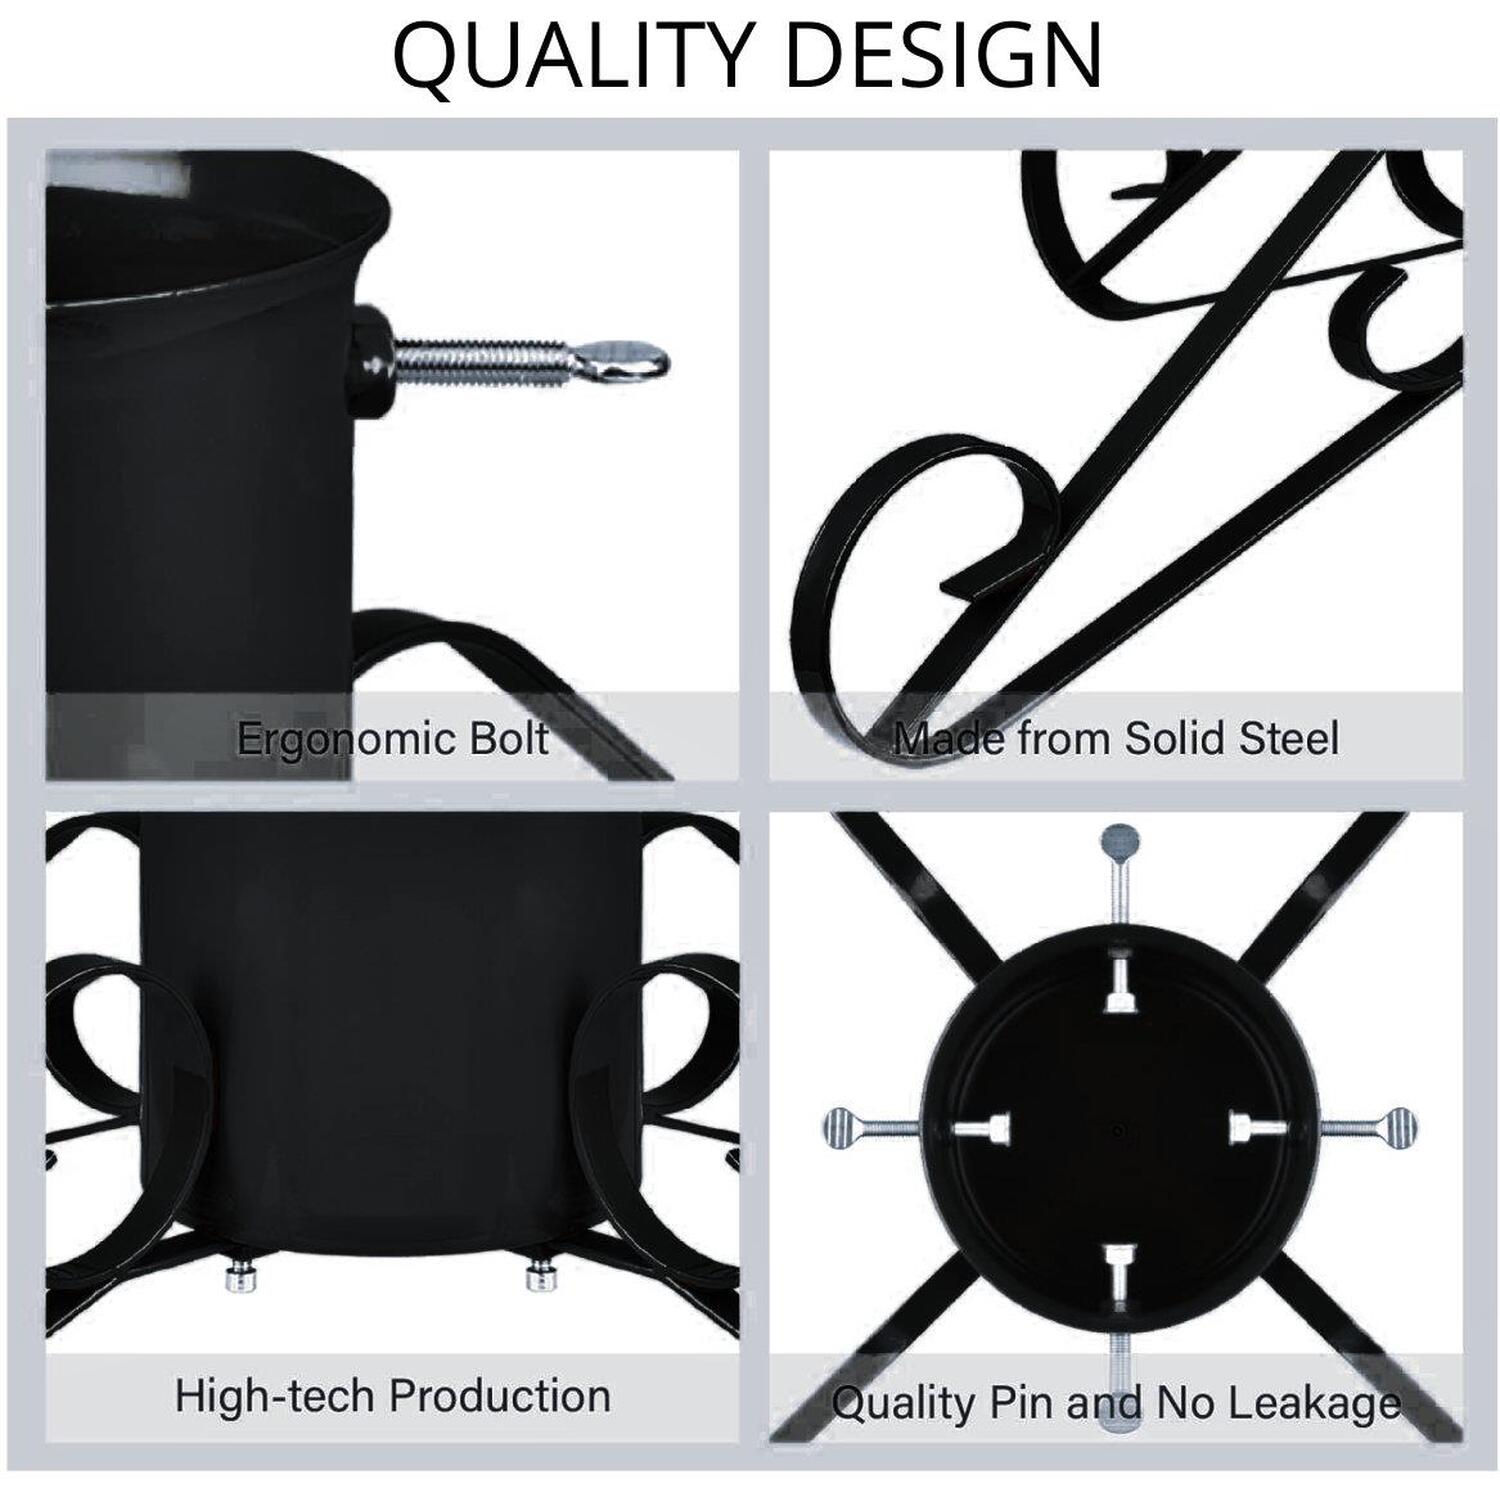 QUALITY DESIGN
Ergonomic Bolt
Made from Solid Steel
High-tech Production
Quality Pin and No Leakage